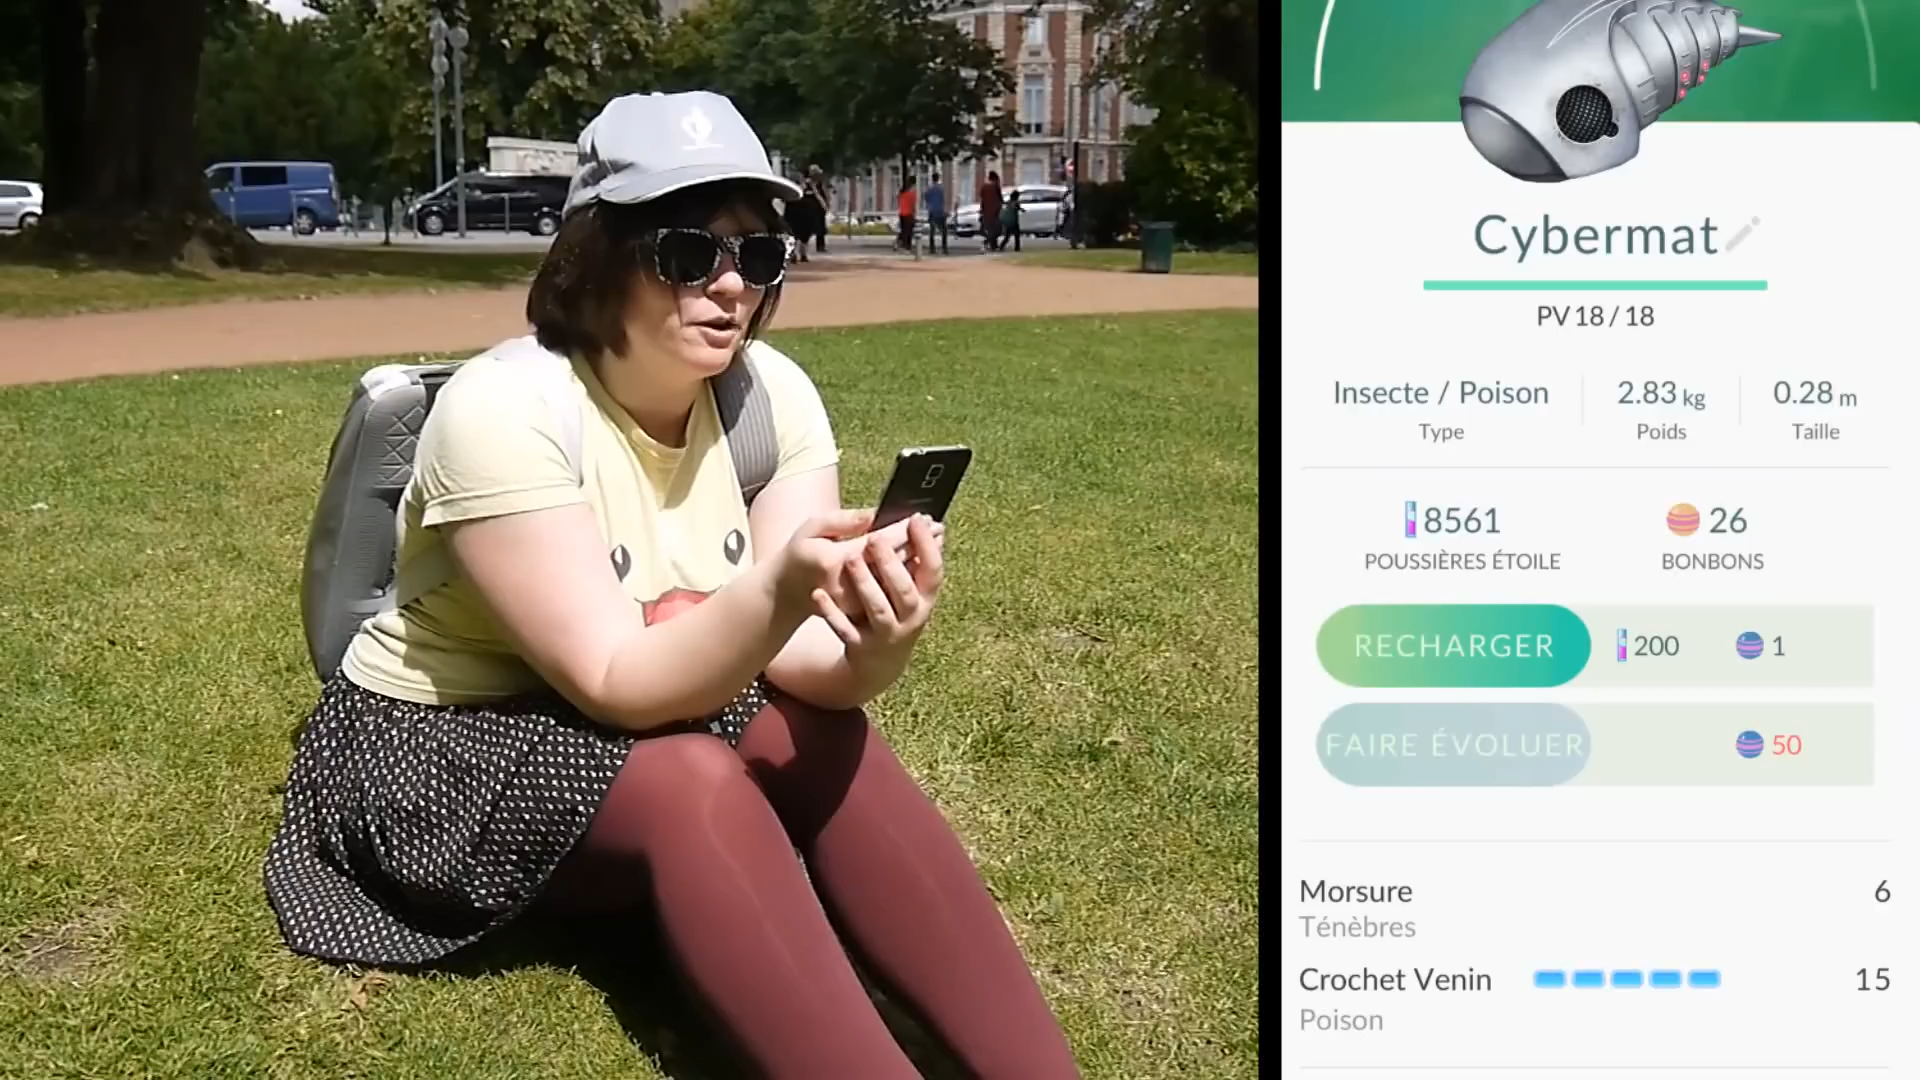 Cybermat
PV 18 / 18
Insecte / Poison
Type
2.83 kg
Poids
0.28 m
Taille
8561
POUSSIÈRES ÉTOILE
26
BONBONS
RECHARGER 200 1
FAIRE ÉVOLUER 50
Morsure 6
Ténèbres
Crochet Venin 15
Poison